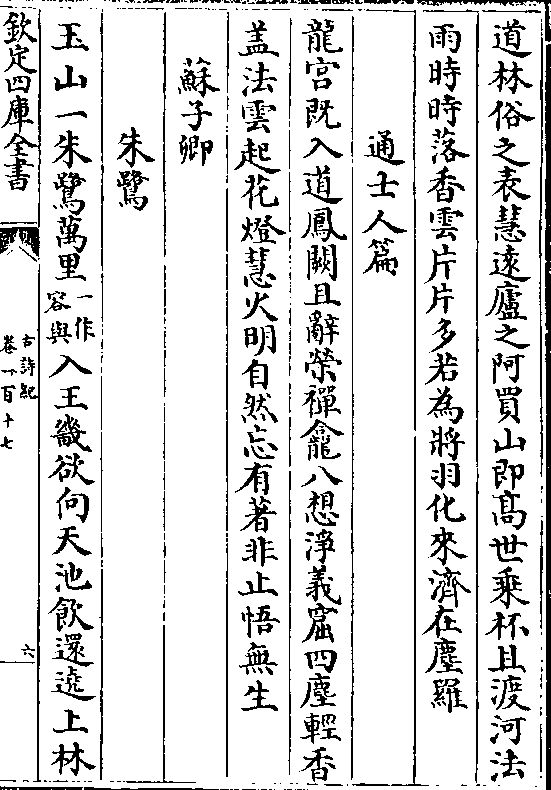 道林俗之表慧遠廬之阿買山即高世乘杯且渡河法
雨時時落香雲片片多若為將羽化來濟在塵羅
通士人篇
龍宮既入道鳳闕且辭榮禪龕八想淨義窟四塵輕香
盖法雲起花燈慧火明自然忘有著非止悟無生
蘇子卿
朱鷺
玉山一朱鷺萬里一作容與入王畿欲向天池飲還遶上林
欽定四庫全書
古詩紀
卷一百十七
六